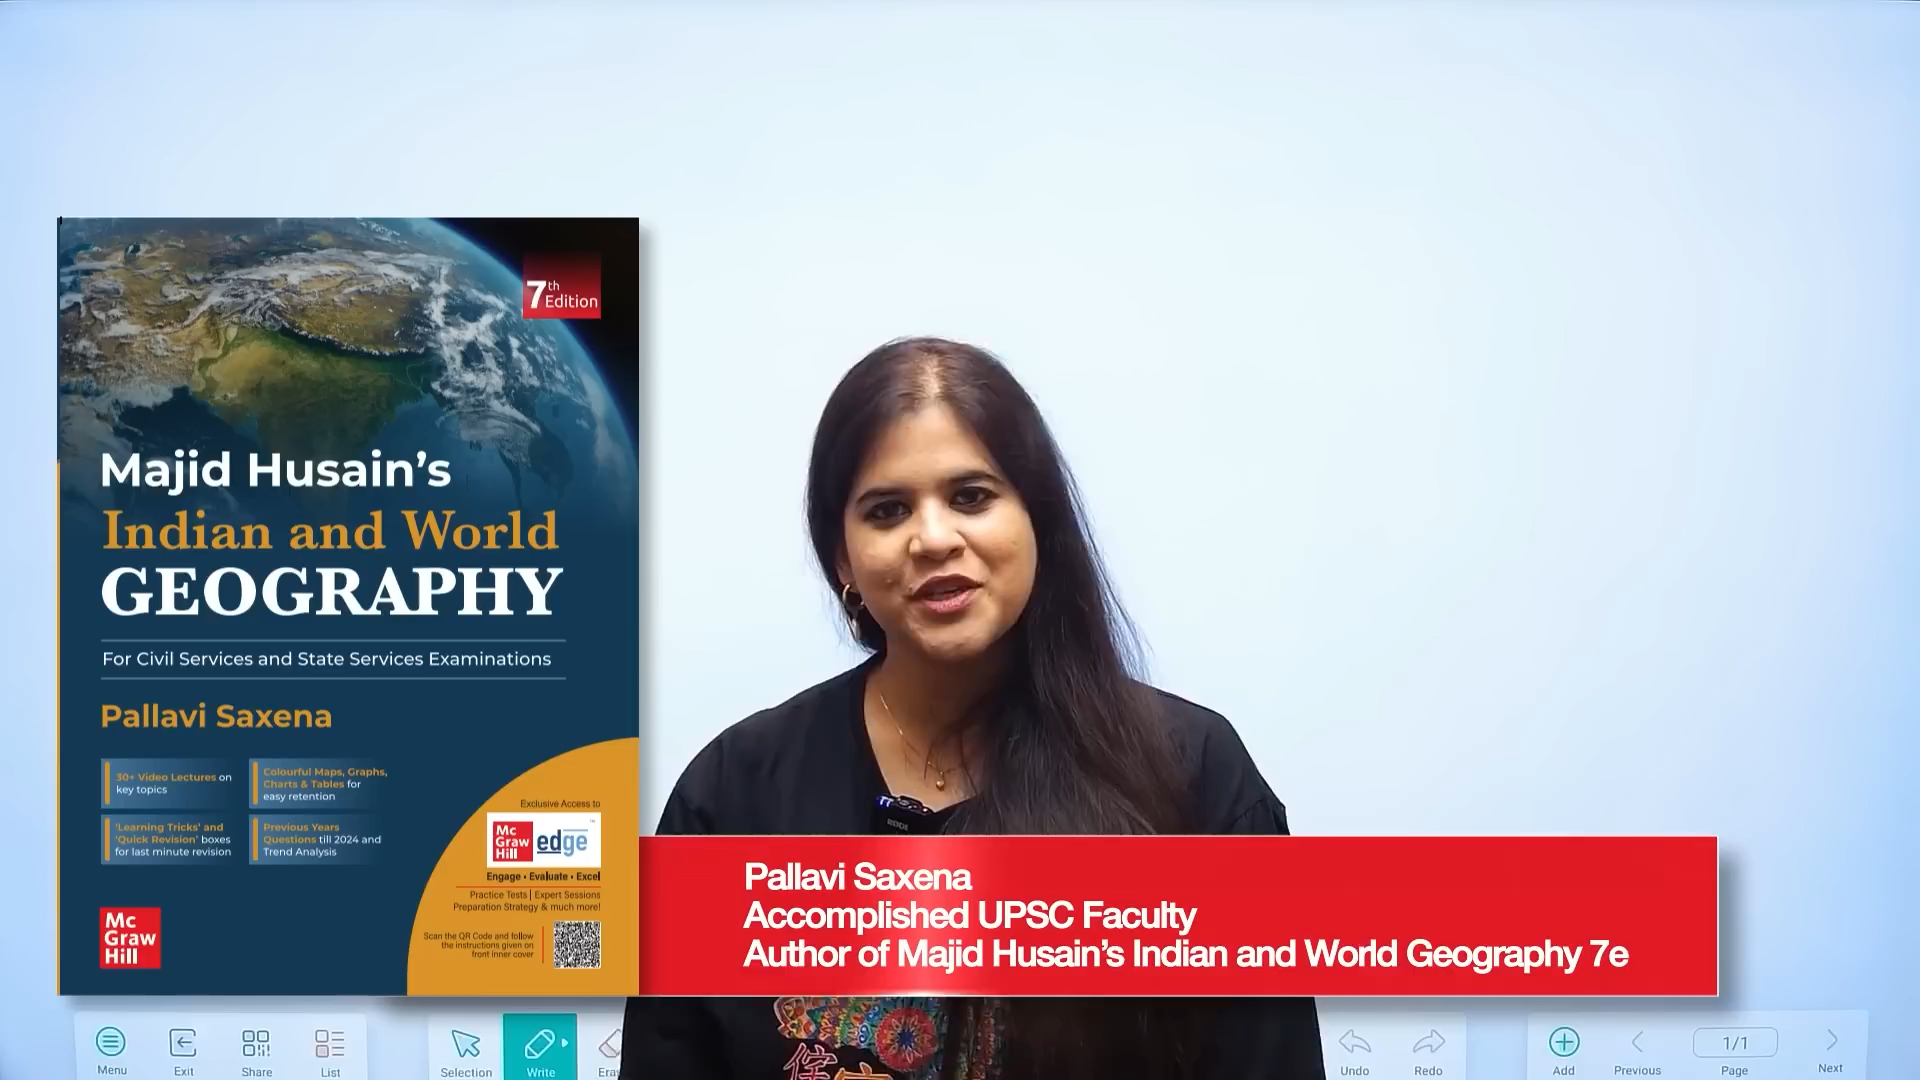 7th
Edition
Majid Husain’s
Indian and World
GEOGRAPHY
For Civil Services and State Services Examinations
Pallavi Saxena
30+ Video Lectures on
key topics
Colourful Maps, Graphs,
Charts & Tables for
easy retention
‘Learning Tricks’ and
‘Quick Revision’ boxes
for last minute revision
Previous Years
Questions till 2024 and
Trend Analysis
Exclusive Access to
Mc
Graw
Hill
edge
™
Engage • Evaluate • Excel
Practice Tests | Expert Sessions
Preparation Strategy & much more!
Scan the QR Code and follow
the instructions given on
front inner cover
Mc
Graw
Hill
RODE
Pallavi Saxena
Accomplished UPSC Faculty
Author of Majid Husain’s Indian and World Geography 7e
Menu
Exit
Share
List
Selection
Write
Eras
Undo
Redo
Add
Previous
1/1
Page
Next